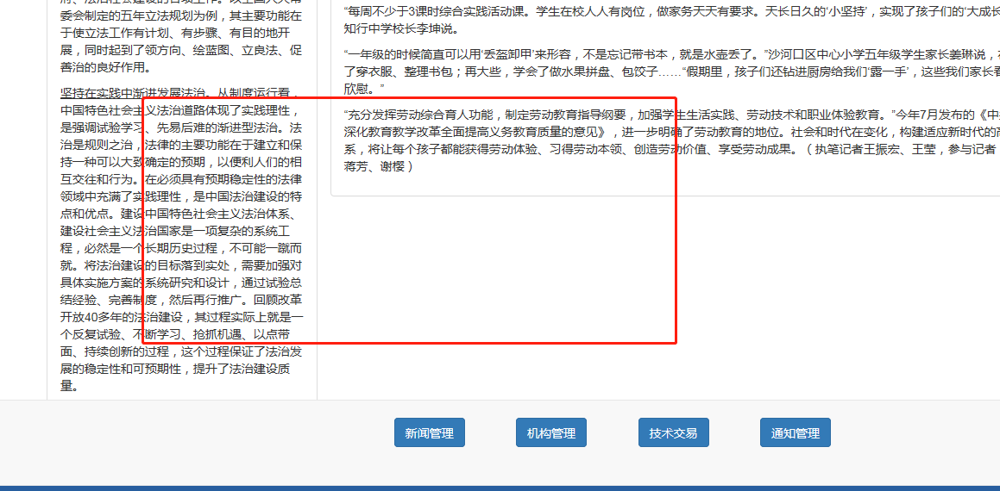 委会制定的五年立法规划为例，其主要功能在
于使立法工作有计划、有步骤、有目的地开
展，同时起到了领方向、绘蓝图、立良法、促
善治的良好作用。
坚持在实践中渐进发展法治。从制度运行看，
中国特色社会主义法治道路体现了实践理性，
是强调试验学习、先易后难的渐进型法治。法
治是规则之治，法律的主要功能在于建立和保
持一种可以大致确定的预期，以便利人们的相
互交往和行为。在必须具有预期稳定性的法律
领域中充满了实践理性，是中国法治建设的特
点和优点。建设中国特色社会主义法治体系、
建设社会主义法治国家是一项复杂的系统工
程，必然是一个长期历史过程，不可能一蹴而
就。将法治建设的目标落到实处，需要加强对
具体实施方案的系统研究和设计，通过试验总
结经验、完善制度，然后再行推广。回顾改革
开放40多年的法治建设，其过程实际上就是一
个反复试验、不断学习、抢抓机遇、以点带
面、持续创新的过程，这个过程保证了法治发
展的稳定性和可预期性，提升了法治建设质
量。
“每周不少于3课时综合实践活动课。学生在校人人有岗位，做家务天天有要求。天长日久的‘小坚持’，实现了孩子们的‘大成长
知行中学校长李坤说。
“一年级的时候简直可以用‘丢盔卸甲’来形容，不是忘记带书本，就是水壶丢了。”沙河口区中心小学五年级学生家长姜琳说，
了穿衣服、整理书包；再大些，学会了做水果拼盘、包饺子……“假期里，孩子们还钻进厨房给我们‘露一手’，这些我们家长看
欣慰。”
“充分发挥劳动综合育人功能，制定劳动教育指导纲要，加强学生生活实践、劳动技术和职业体验教育。”今年7月发布的《中
深化教育教学改革全面提高义务教育质量的意见》，进一步明确了劳动教育的地位。社会和时代在变化，构建适应新时代的
系，将让每个孩子都能获得劳动体验、习得劳动本领、创造劳动价值、享受劳动成果。（执笔记者王振宏、王莹，参与记者
蒋芳、谢樱）
新闻管理
机构管理
技术交易
通知管理